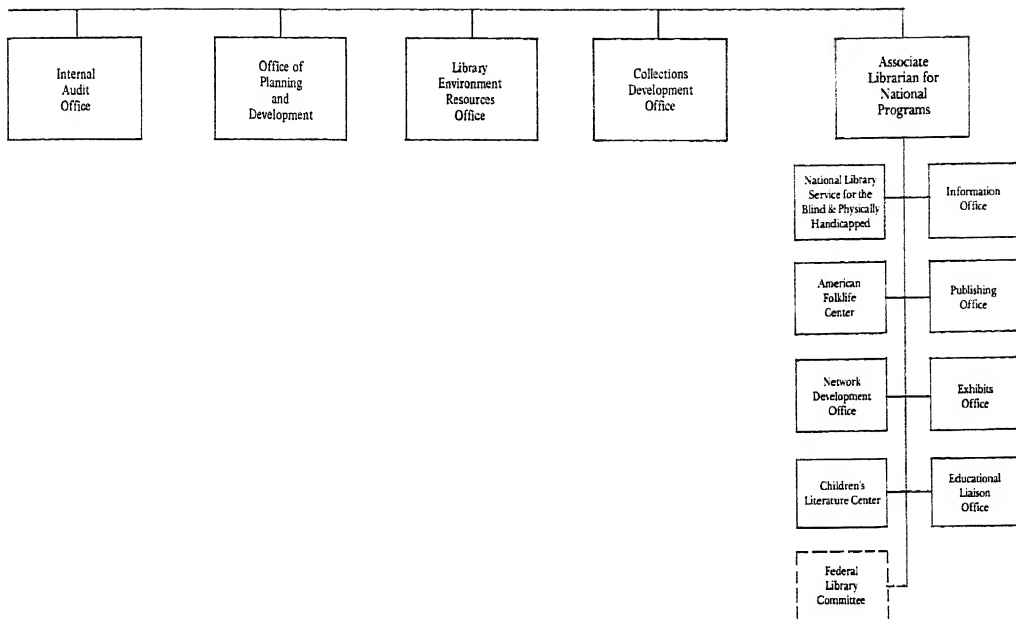 Internal
Audit
Office
Office of
Planning
and
Development
Library
Environment
Resources
Office
Collections
Development
Office
Associate
Librarian for
National
Programs
National Library
Service for the
Blind & Physically
Handicapped
Information
Office
American
Folklife
Center
Publishing
Office
Network
Development
Office
Exhibits
Office
Children's
Literature Center
Educational
Liaison
Office
Federal
Library
Committee